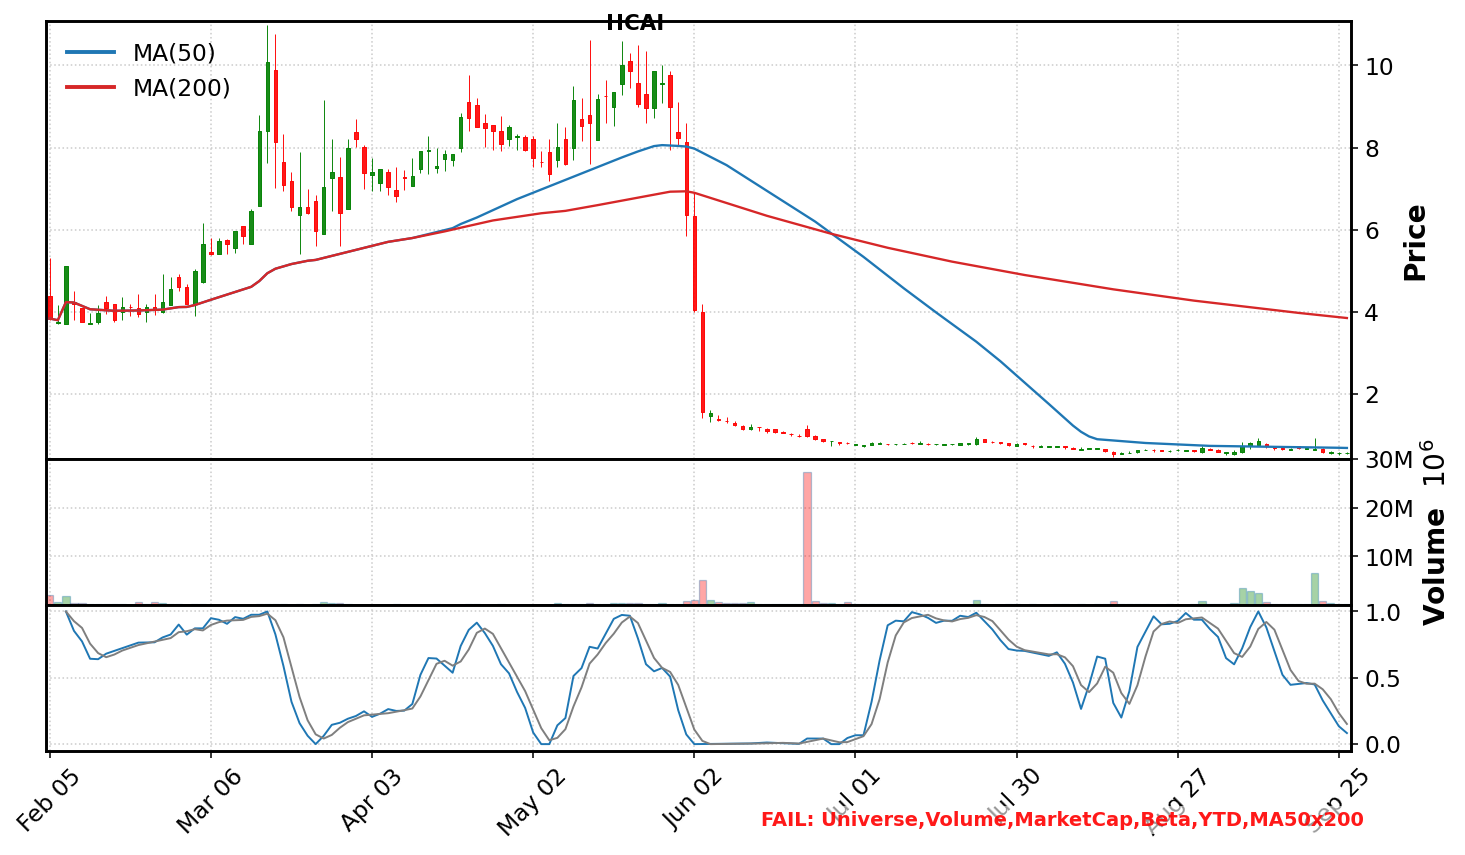 HCAI
MA(50)
MA(200)
10
8
6
4
2
Price
30M
20M
10M
Volume 10^6
1.0
0.5
0.0
Feb 05
Mar 06
Apr 03
May 02
Jun 02
Jul 01
Jul 30
Aug 27
Sep 25
FAIL: Universe,Volume,MarketCap,Beta,YTD,MA50x200